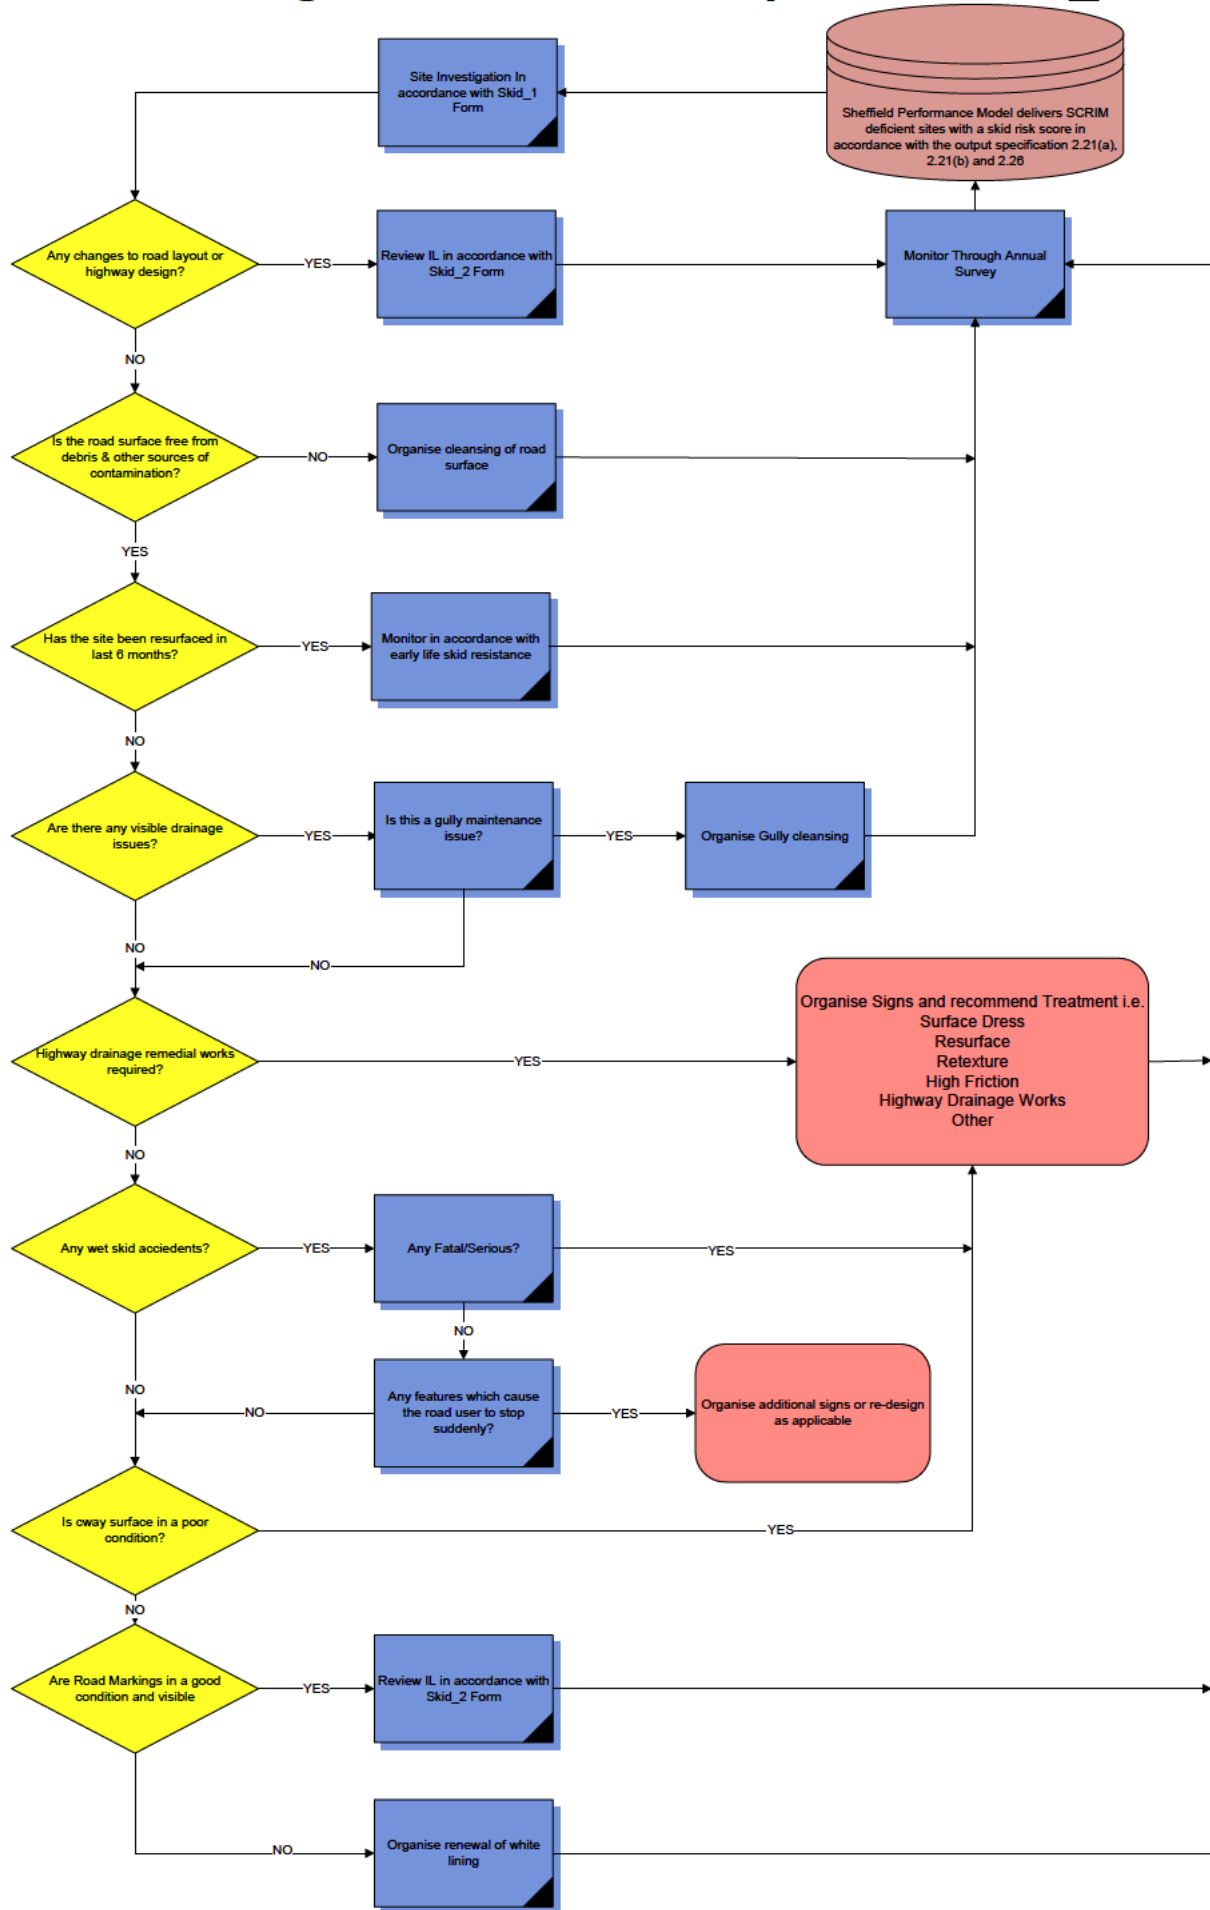 Site Investigation In
accordance with Skid_1
Form
Sheffield Performance Model delivers SCRIM
deficient sites with a skid risk score in
accordance with the output specification 2.21(a),
2.21(b) and 2.26
Any changes to road layout or
highway design?
YES
Review IL in accordance with
Skid_2 Form
Monitor Through Annual
Survey
NO
Is the road surface free from
debris & other sources of
contamination?
NO
Organise cleansing of road
surface
YES
Has the site been resurfaced in
last 6 months?
YES
Monitor in accordance with
early life skid resistance
NO
Are there any visible drainage
issues?
YES
Is this a gully maintenance
issue?
YES
Organise Gully cleansing
NO
NO
Highway drainage remedial works
required?
YES
Organise Signs and recommend Treatment i.e.
Surface Dress
Resurface
Retexture
High Friction
Highway Drainage Works
Other
NO
Any wet skid acciedents?
YES
Any Fatal/Serious?
YES
NO
NO
Any features which cause
the road user to stop
suddenly?
NO
YES
Organise additional signs or re-design
as applicable
Is cway surface in a poor
condition?
YES
NO
Are Road Markings in a good
condition and visible
YES
Review IL in accordance with
Skid_2 Form
NO
Organise renewal of white
lining